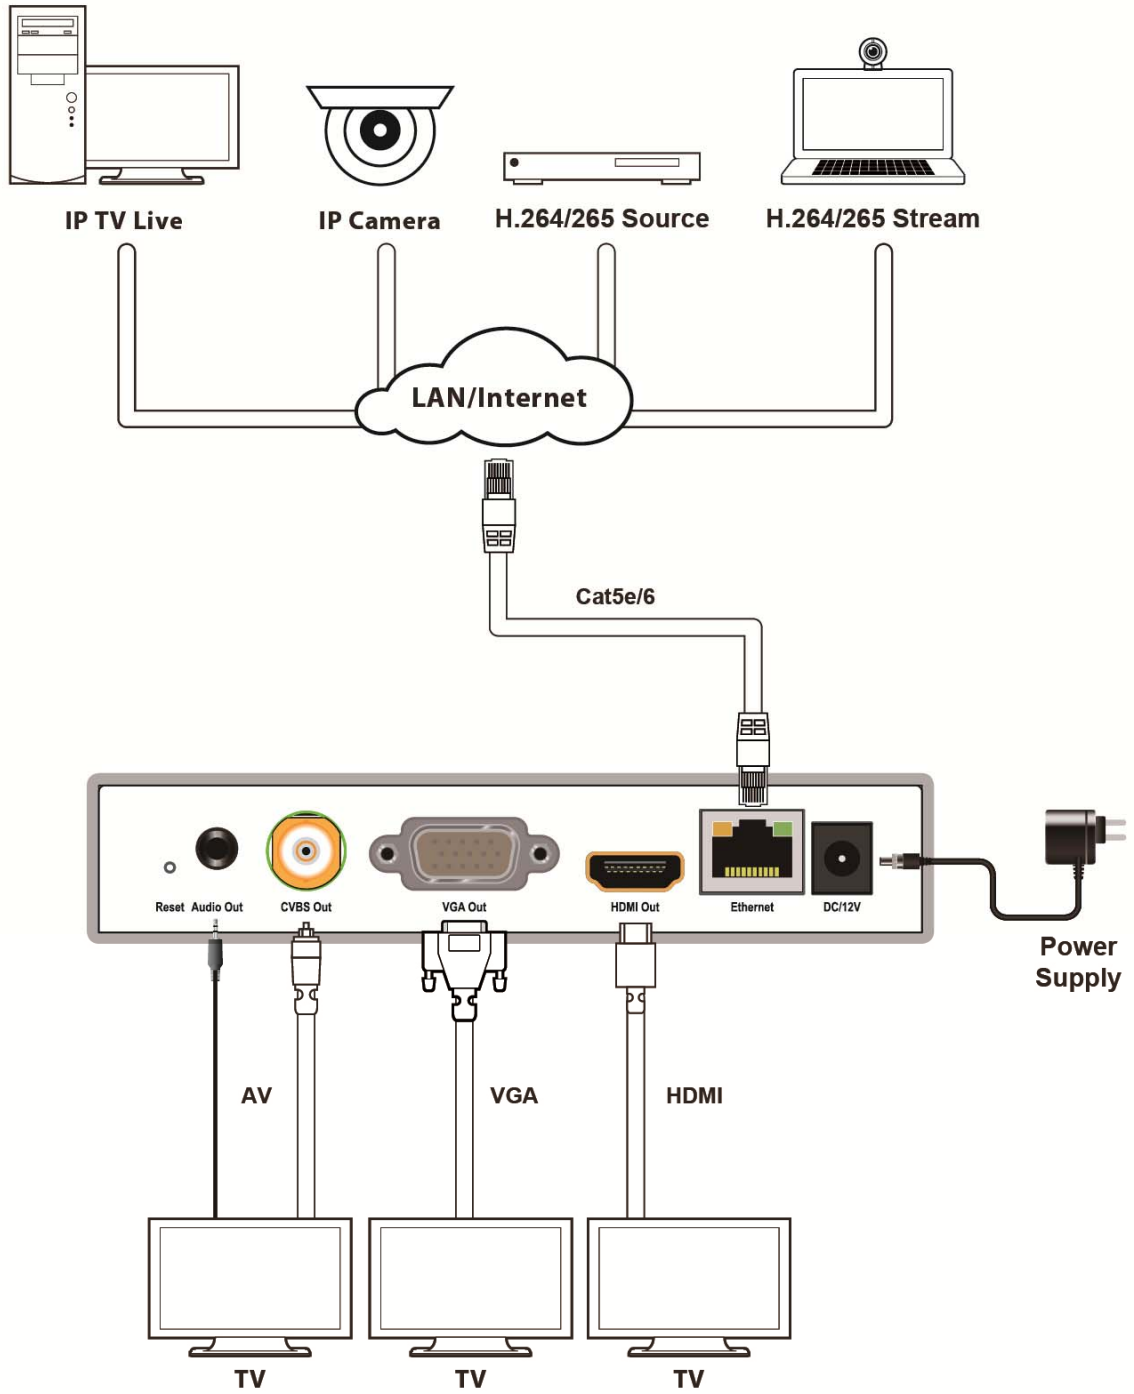 IP TV Live
IP Camera
H.264/265 Source
H.264/265 Stream
LAN/Internet
Cat5e/6
Reset
Audio Out
CVBS Out
VGA Out
HDMI Out
Ethernet
DC/12V
Power
Supply
AV
VGA
HDMI
TV
TV
TV